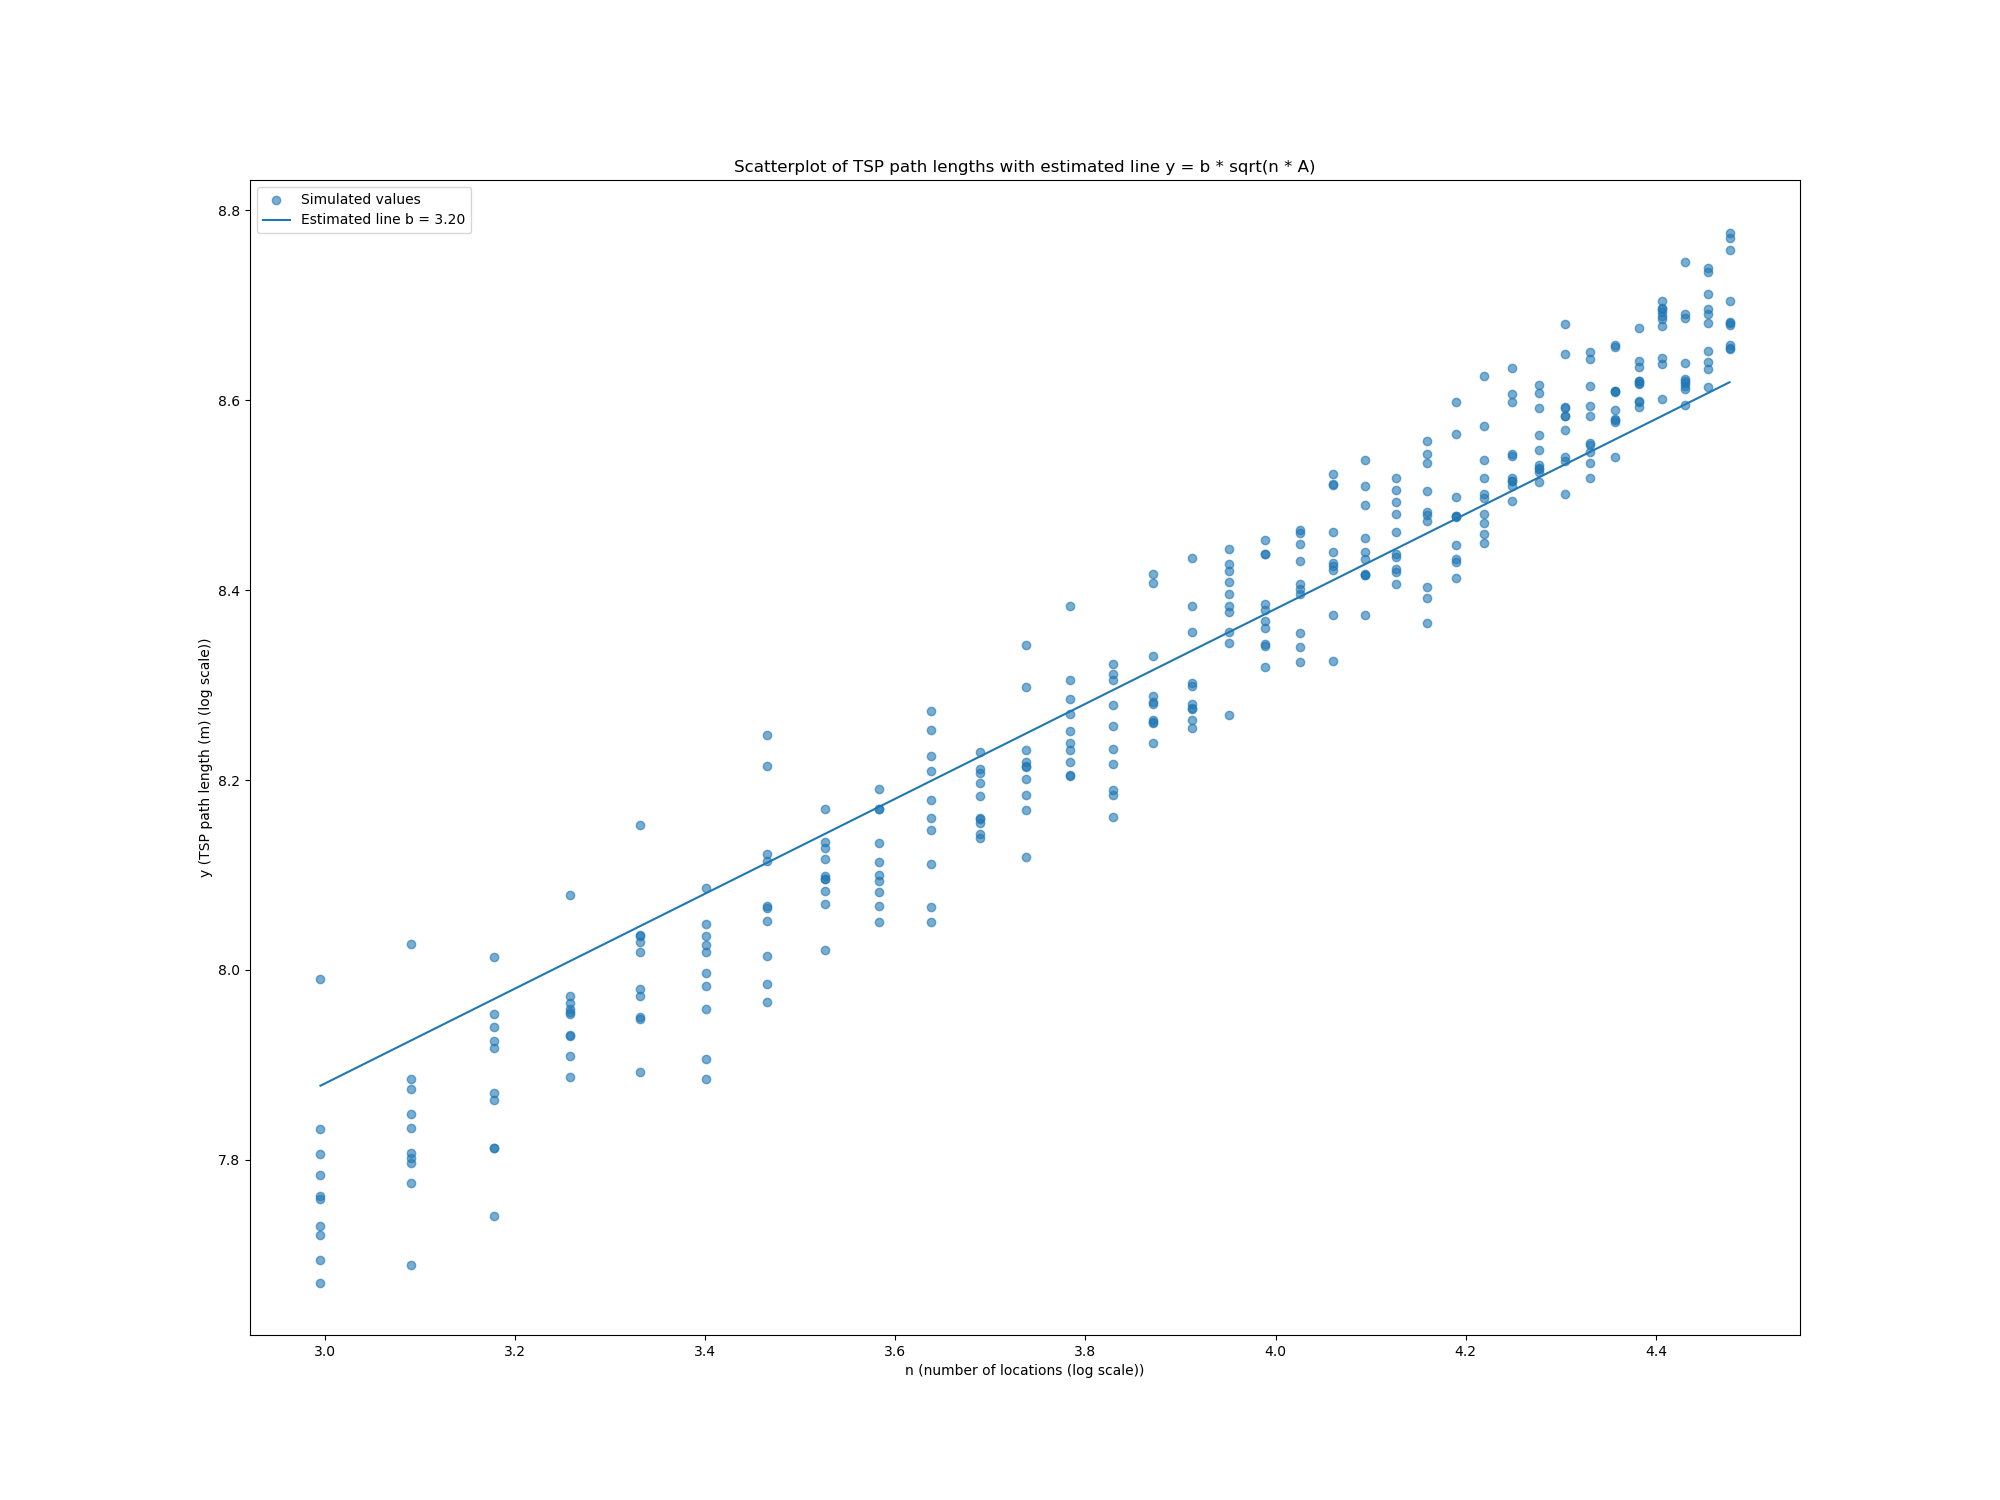 Scatterplot of TSP path lengths with estimated line y = b * sqrt(n * A)
Simulated values
Estimated line b = 3.20
8.8
8.6
8.4
8.2
8.0
7.8
y (TSP path length (m) (log scale))
3.0 3.2 3.4 3.6 3.8 4.0 4.2 4.4
n (number of locations (log scale))